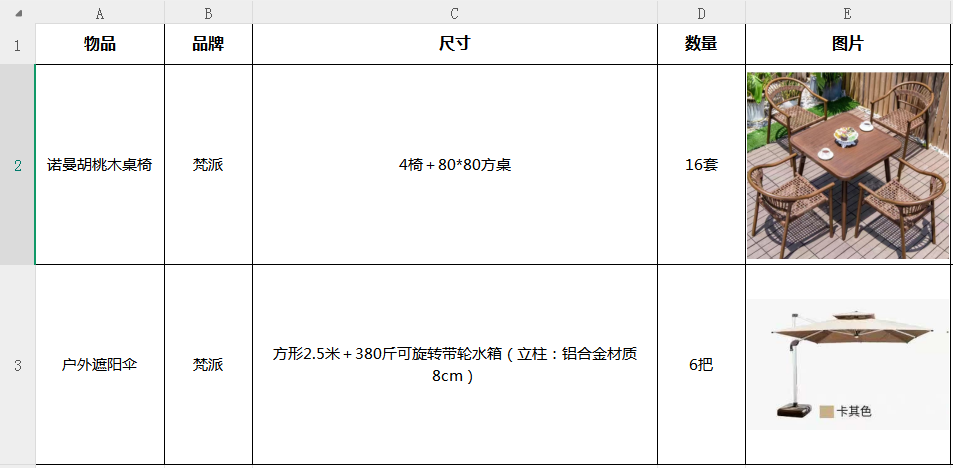 A B C D E
1 物品 品牌 尺寸 数量 图片
2 诺曼胡桃木桌椅 梵派 4椅＋80*80方桌 16套
3 户外遮阳伞 梵派 方形2.5米＋380斤可旋转带轮水箱（立柱：铝合金材质
8cm） 6把
卡其色